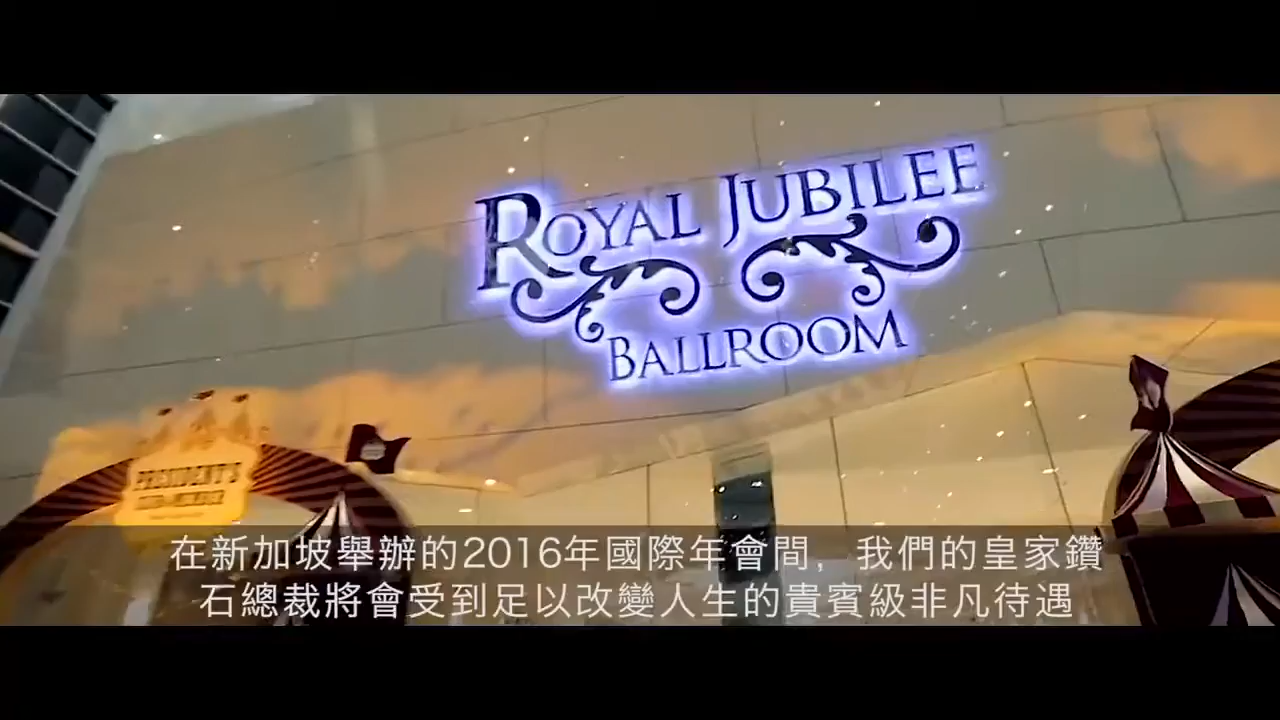 ROYAL JUBILEE
BALLROOM
PRESIDENT'S
在新加坡舉辦的2016年國際年會間，我們的皇家鑽
石總裁將會受到足以改變人生的貴賓級非凡待遇